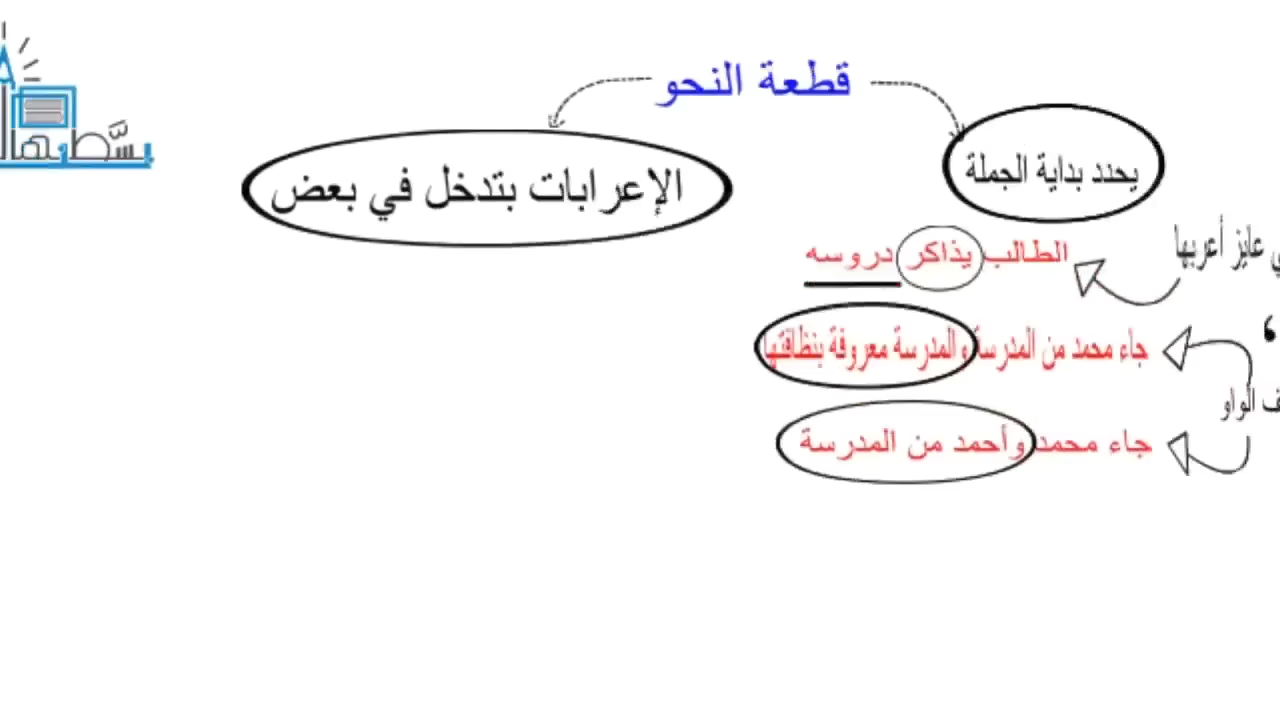 قطعة النحو
يحدد بداية الجملة
الإعرابات بتدخل في بعض
عايز أعربها
الطالب يذاكر دروسه
جاء محمد من المدرسة، المدرسة معروفة بنظافتها
الواو
جاء محمد وأحمد من المدرسة